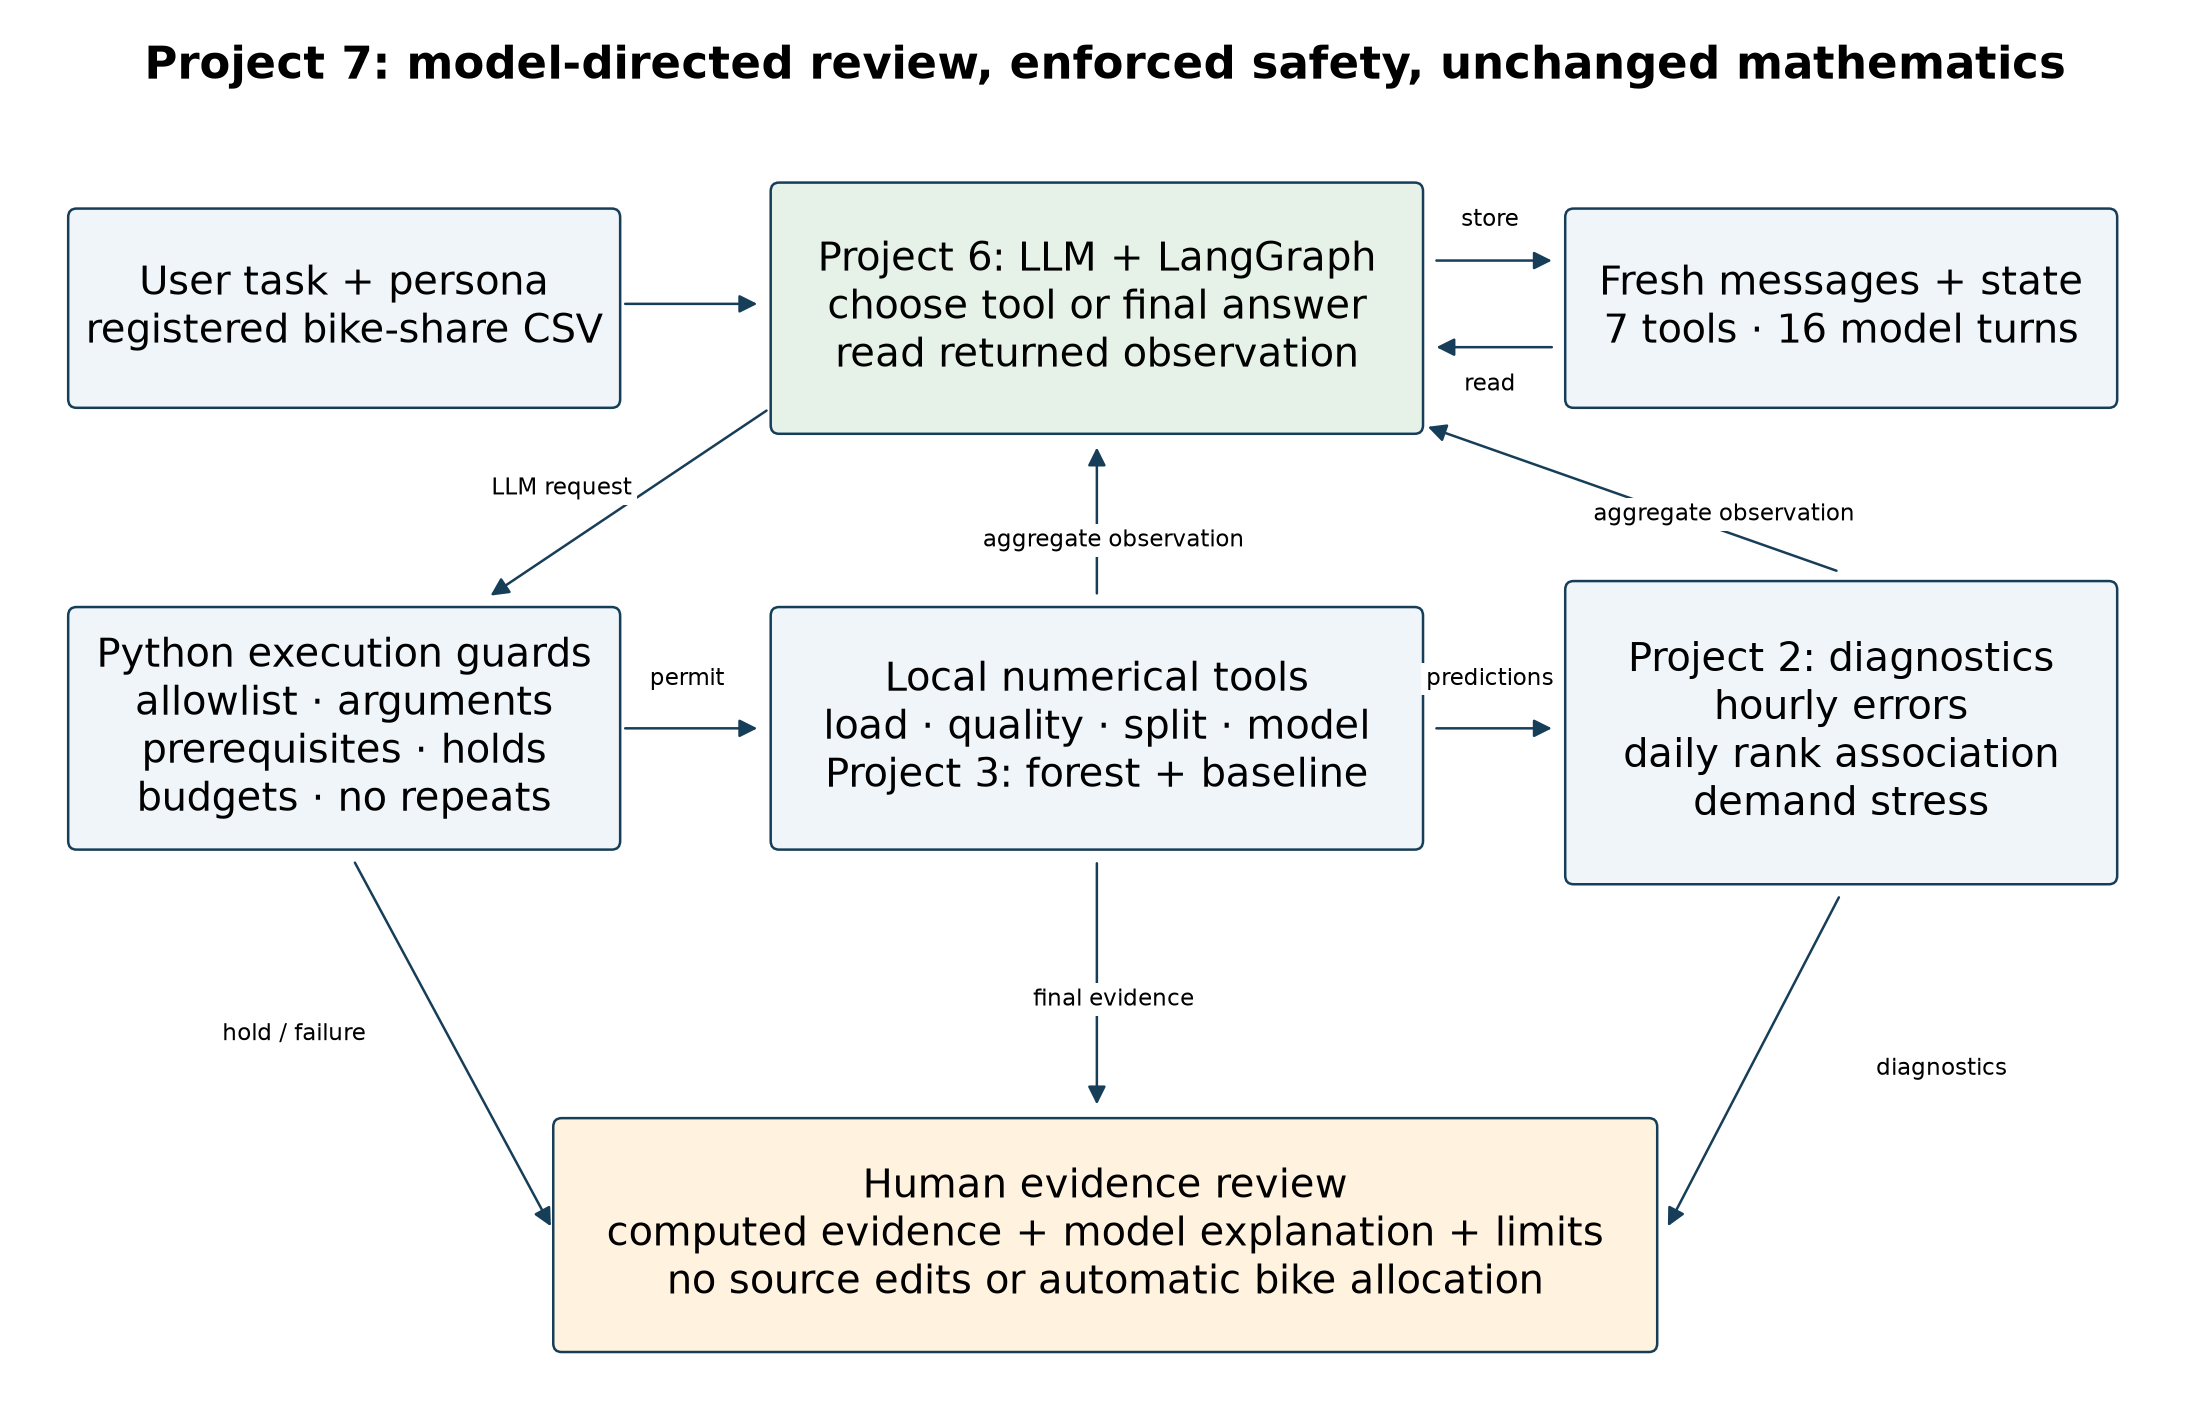 Project 7: model-directed review, enforced safety, unchanged mathematics
User task + persona
registered bike-share CSV
Project 6: LLM + LangGraph
choose tool or final answer
read returned observation
store
read
Fresh messages + state
7 tools · 16 model turns
LLM request
aggregate observation
aggregate observation
Python execution guards
allowlist · arguments
prerequisites · holds
budgets · no repeats
permit
Local numerical tools
load · quality · split · model
Project 3: forest + baseline
predictions
Project 2: diagnostics
hourly errors
daily rank association
demand stress
hold / failure
final evidence
diagnostics
Human evidence review
computed evidence + model explanation + limits
no source edits or automatic bike allocation